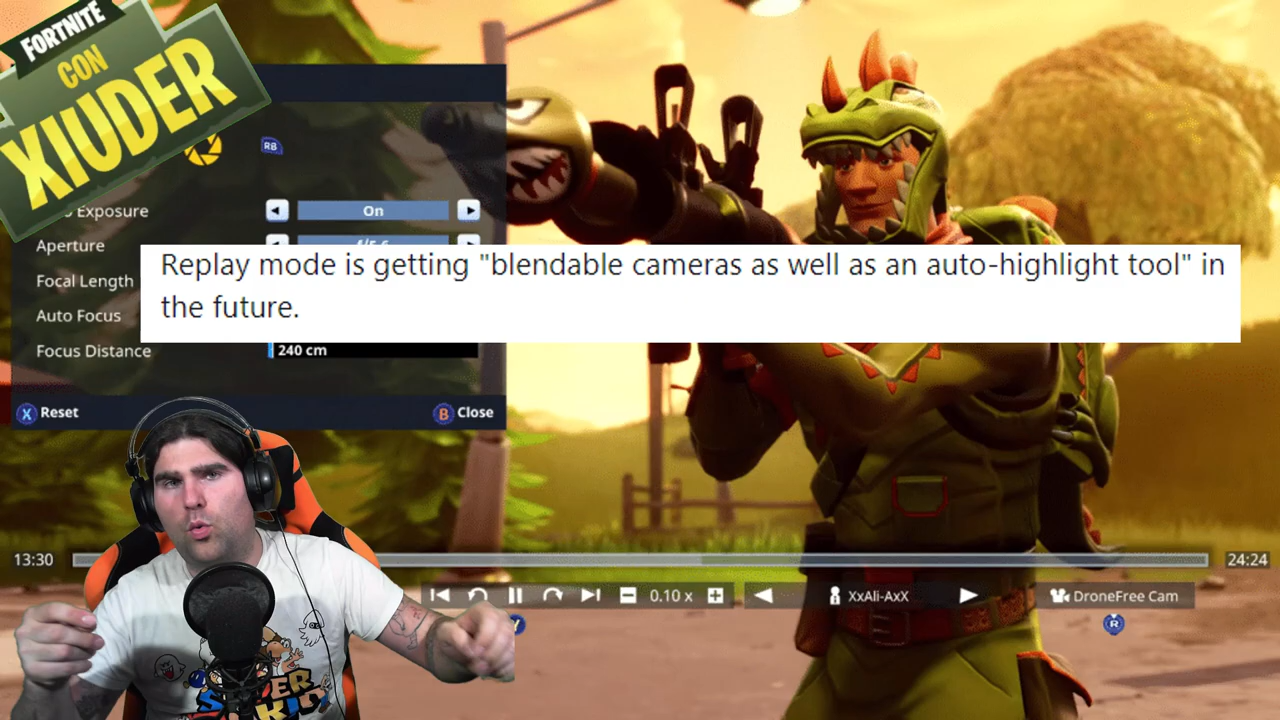 FORTNITE
CON
XIUDER
RB
Exposure
On
Aperture
Replay mode is getting "blendable cameras as well as an auto-highlight tool" in
the future.
Focal Length
Auto Focus
Focus Distance
240 cm
X Reset
B Close
13:30
24:24
0.10 x
XxAli-AxX
DroneFree Cam
R
SUPER